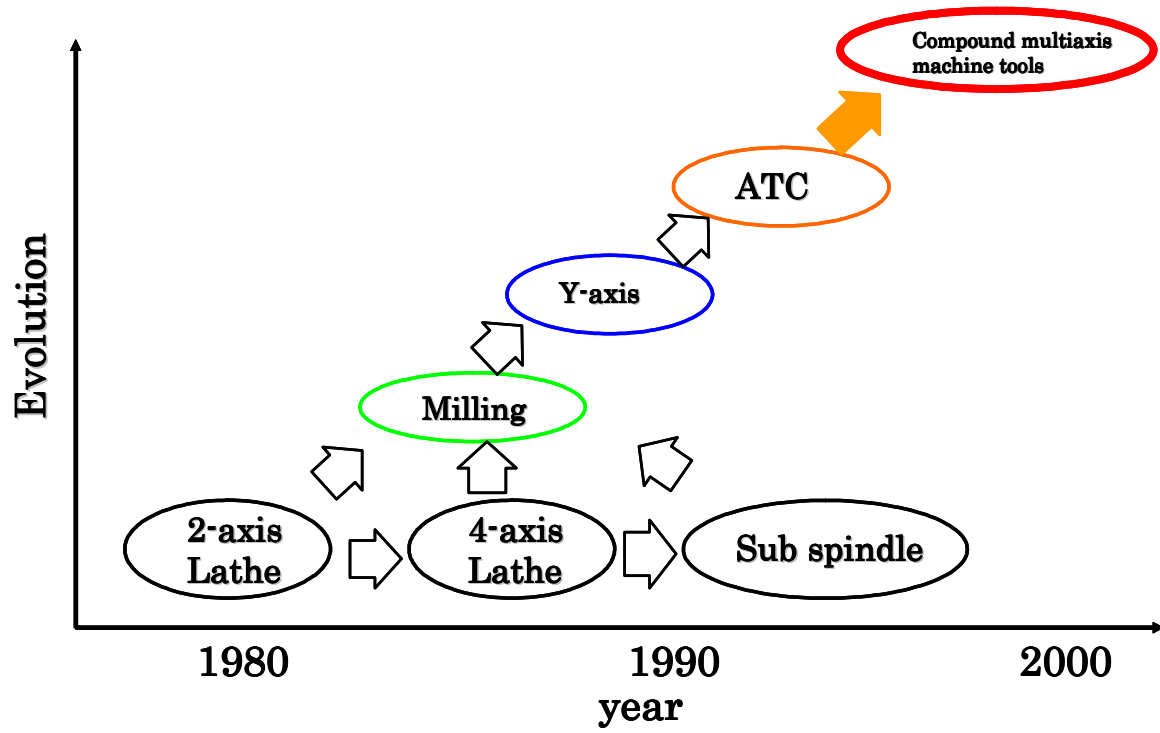 Compound multiaxis
machine tools
ATC
Y-axis
Milling
2-axis
Lathe
4-axis
Lathe
Sub spindle
Evolution
1980
1990
2000
year